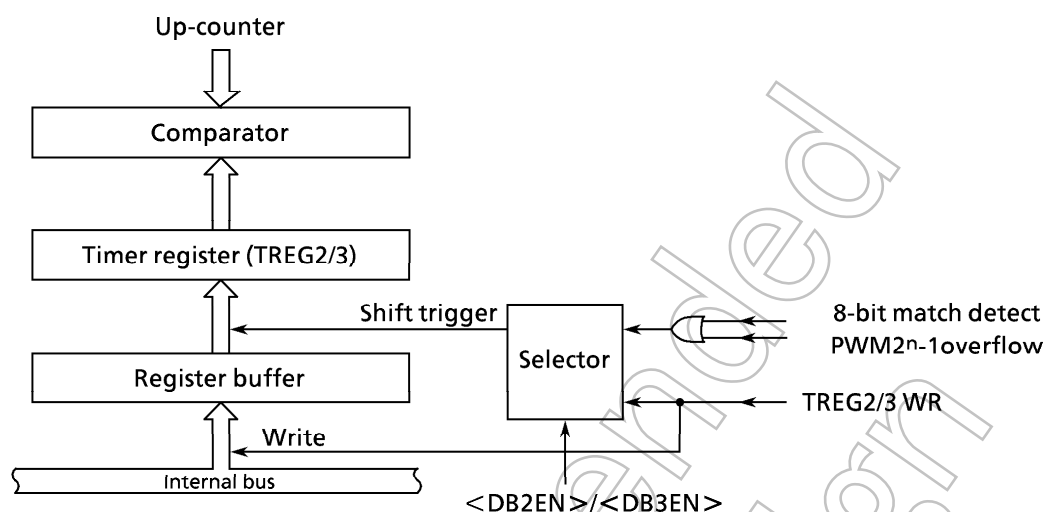 Up-counter
Comparator
Timer register (TREG2/3)
Shift trigger
8-bit match detect
PWM2ⁿ-1overflow
Selector
Register buffer
TREG2/3 WR
Write
Internal bus
<DB2EN>/<DB3EN>
ended